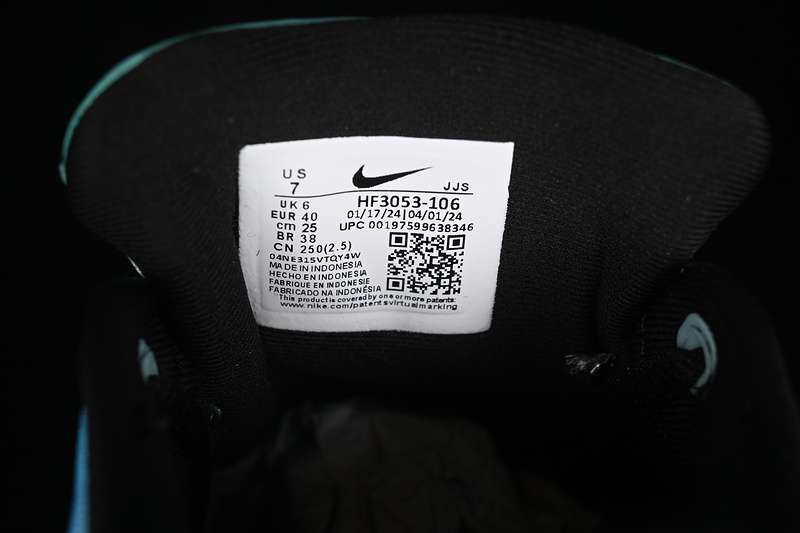 US
7
JJS
UK 6
HF3053-106
EUR 40
01/17/24|04/01/24
cm 25
UPC 00197599638346
BR 38
CN 250(2.5)
04NE315VTQY4W
MADE IN INDONESIA
HECHO EN INDONESIA
FABRIQUE EN INDONESIE
FABRICADO NA INDONÉSIA
This product is covered by one or more patents:
www.nike.com/patentsvirtualmarking